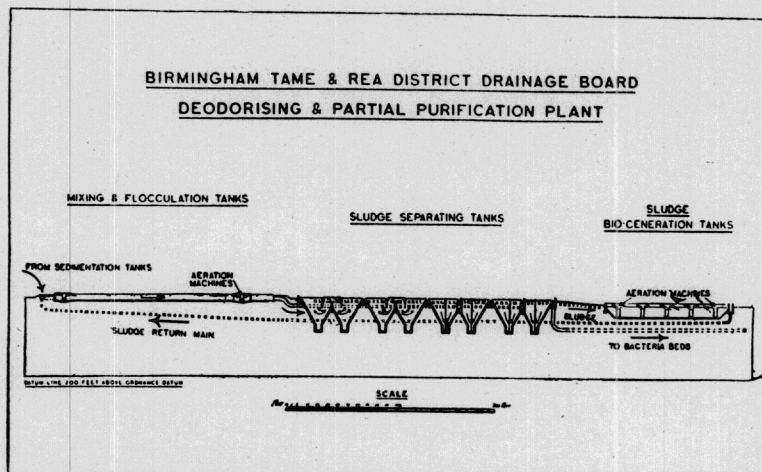 BIRMINGHAM TAME & REA DISTRICT DRAINAGE BOARD
DEODORISING & PARTIAL PURIFICATION PLANT
MIXING & FLOCCULATION TANKS
SLUDGE SEPARATING TANKS
SLUDGE
BIO-GENERATION TANKS
FROM SEDIMENTATION TANKS
AERATION
MACHINES
AERATION MACHINES
SLUDGE RETURN MAIN
SLUDGE
TO BACTERIA BEDS
DATUM LINE 200 FEET ABOVE ORDNANCE DATUM
SCALE